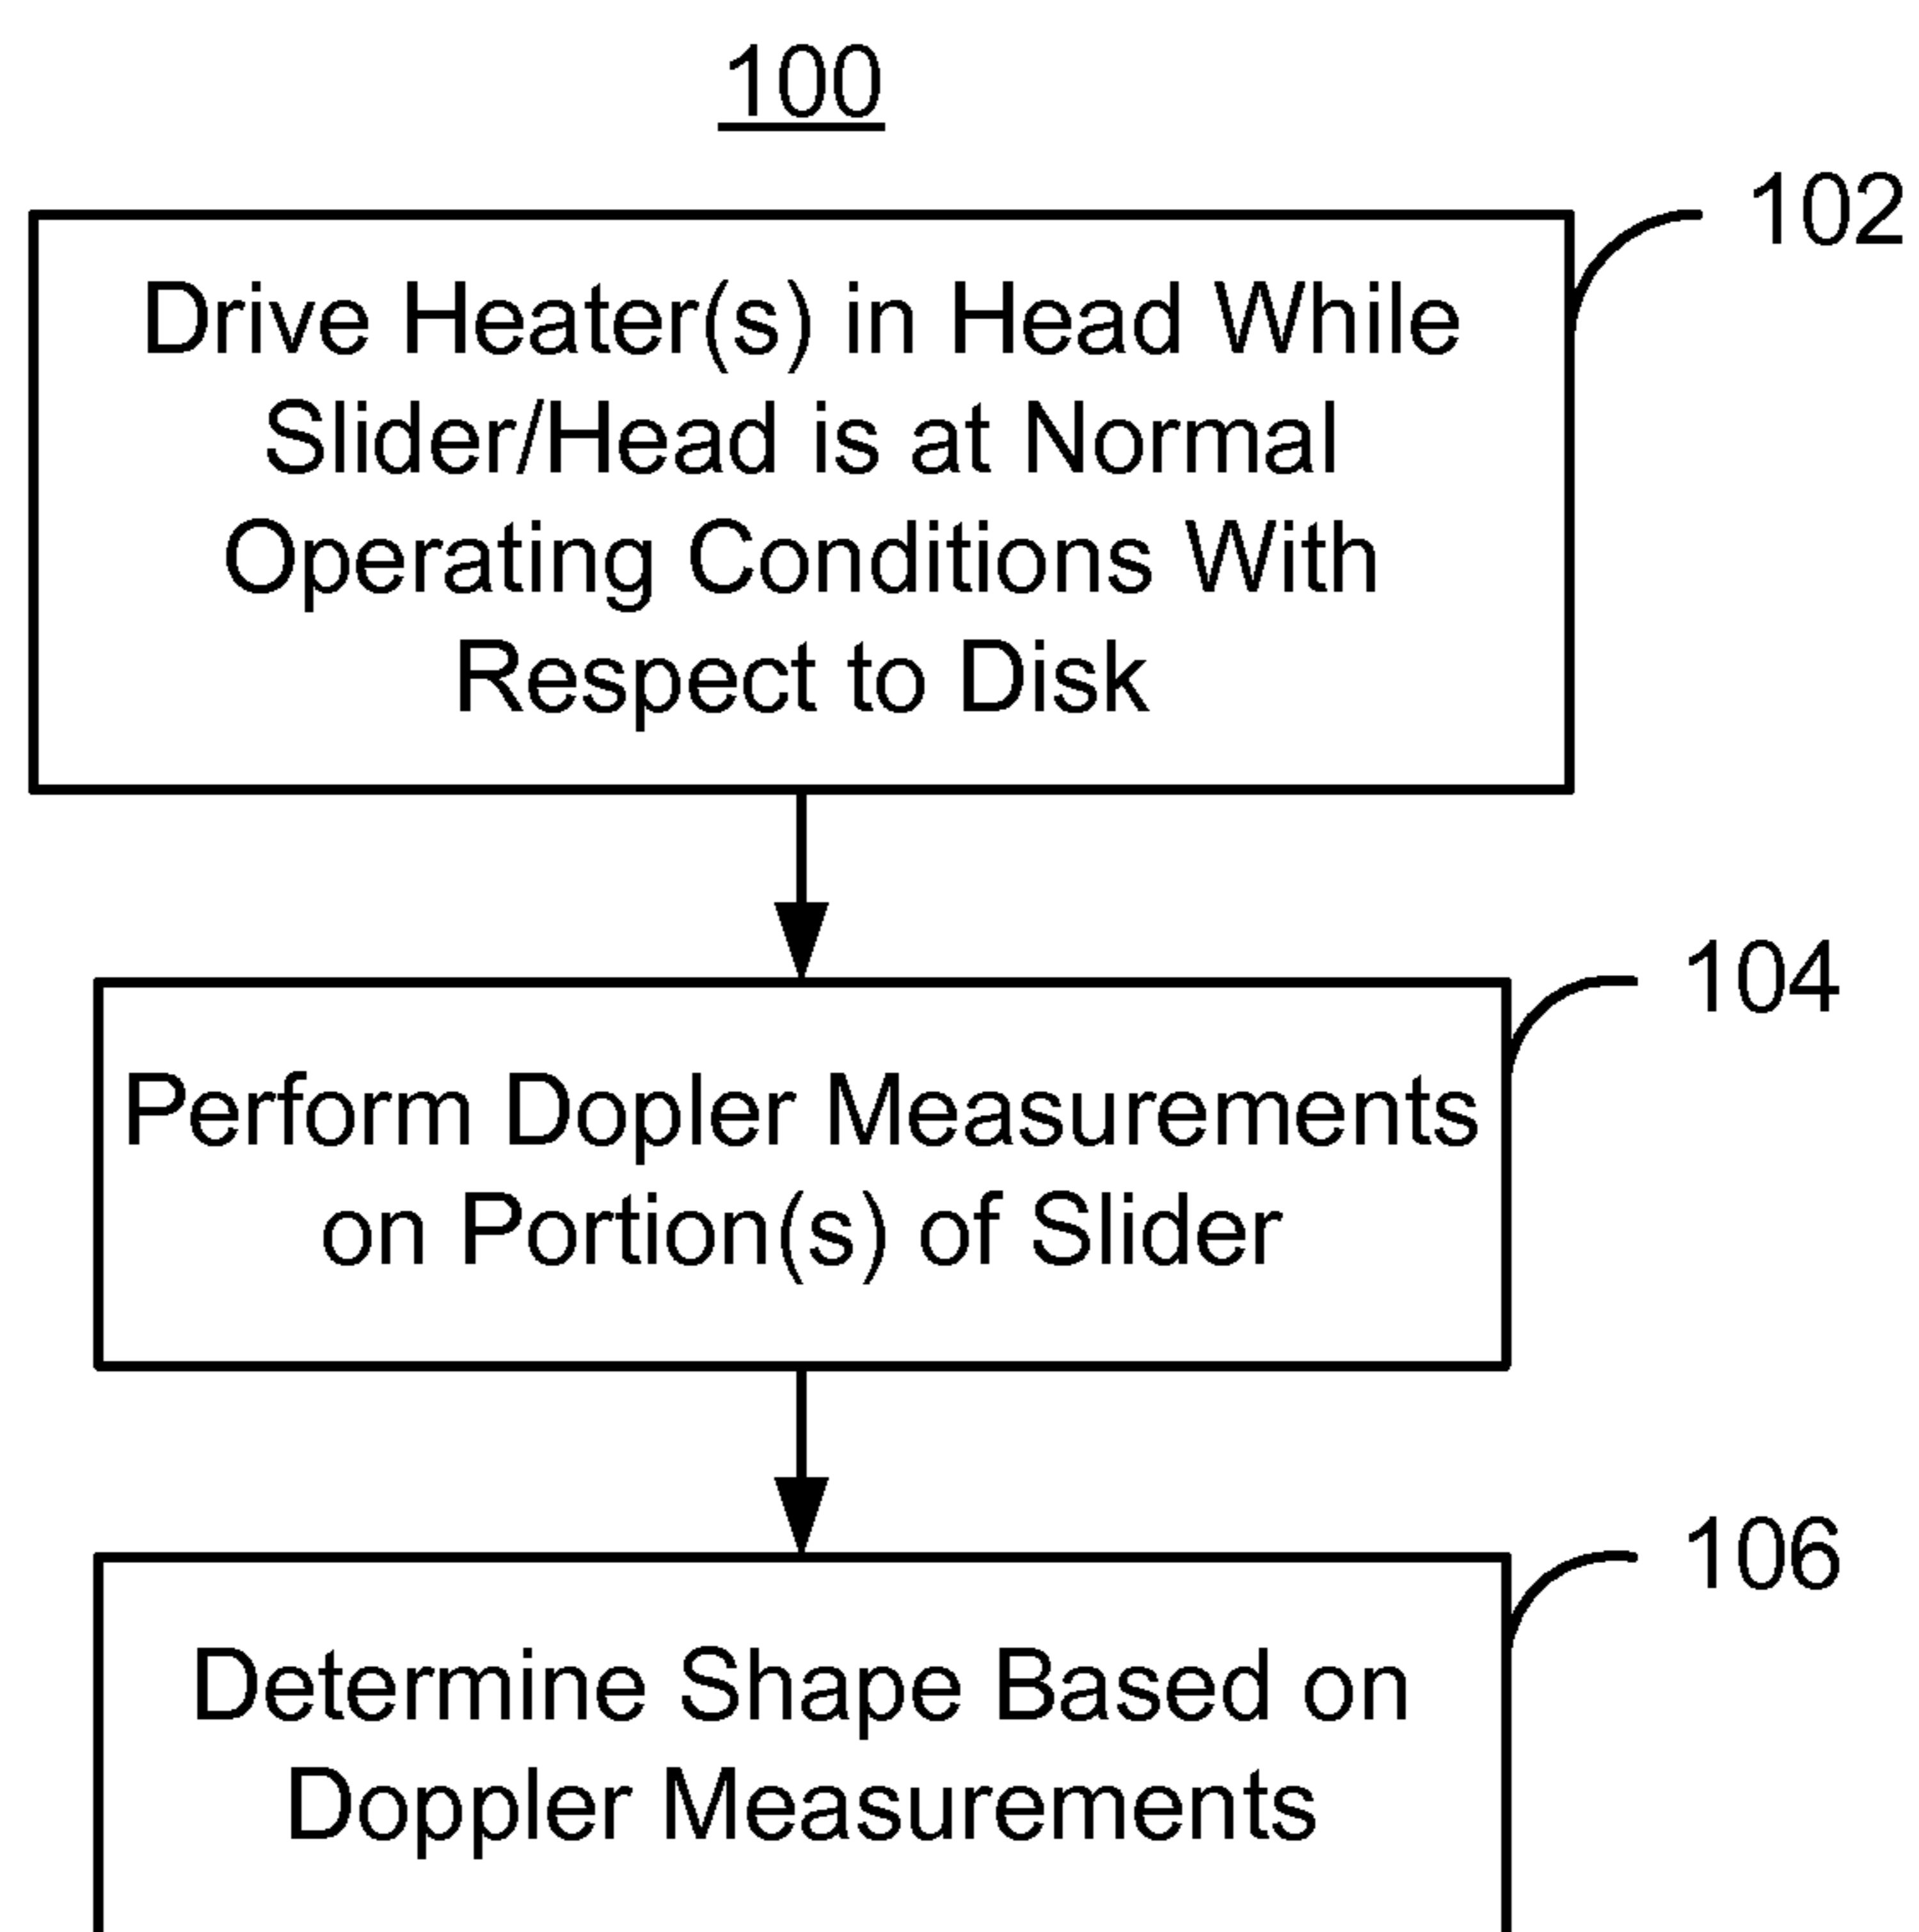 100
102
Drive Heater(s) in Head While
Slider/Head is at Normal
Operating Conditions With
Respect to Disk
104
Perform Dopler Measurements
on Portion(s) of Slider
106
Determine Shape Based on
Doppler Measurements